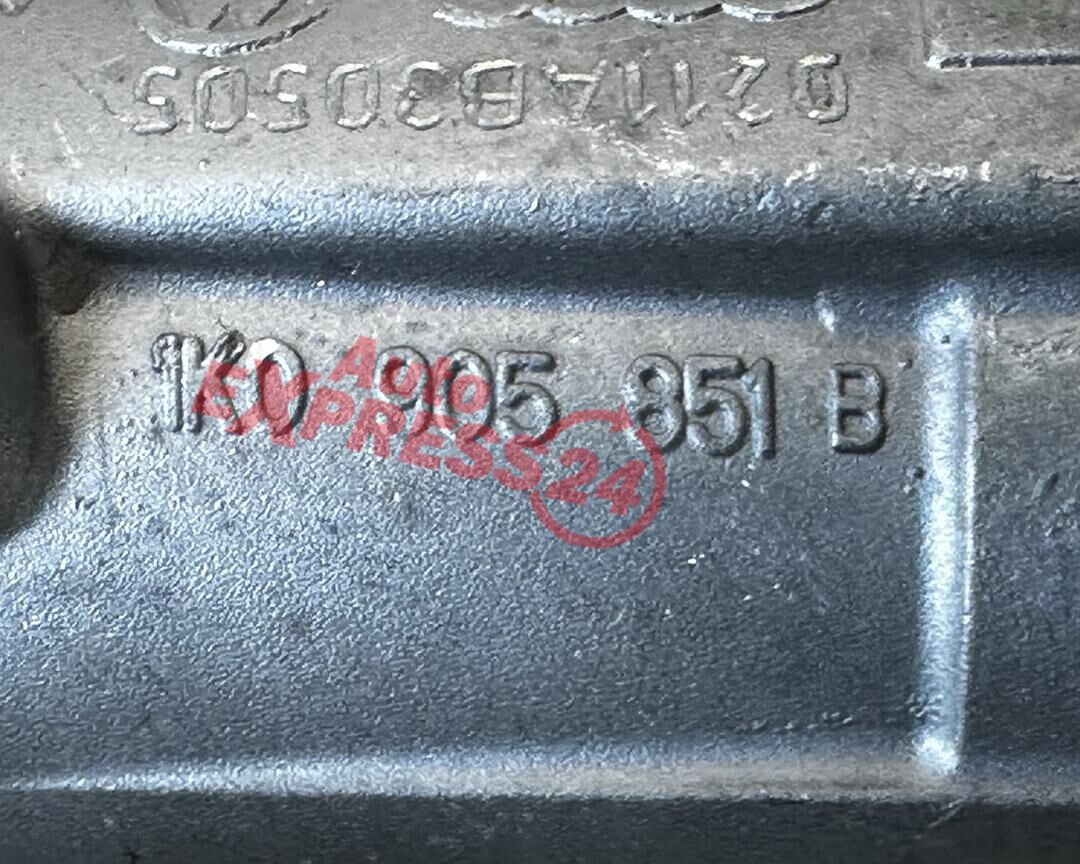 0211AB30505
1K0 905 851 B
Auto
EXPRESS24